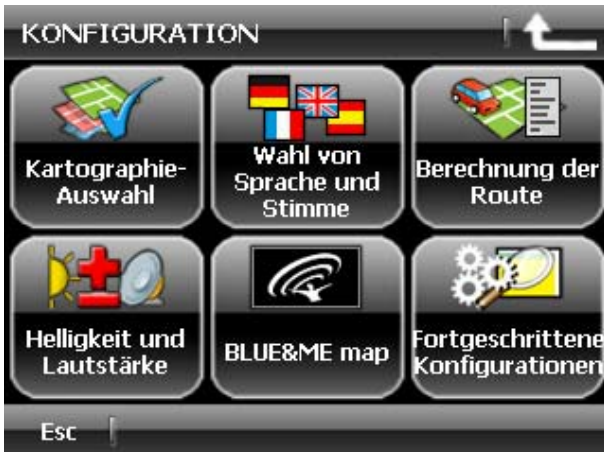 KONFIGURATION
Kartographie-
Auswahl
Wahl von
Sprache und
Stimme
Berechnung der
Route
Helligkeit und
Lautstärke
BLUE&ME map
Fortgeschrittene
Konfigurationen
Esc